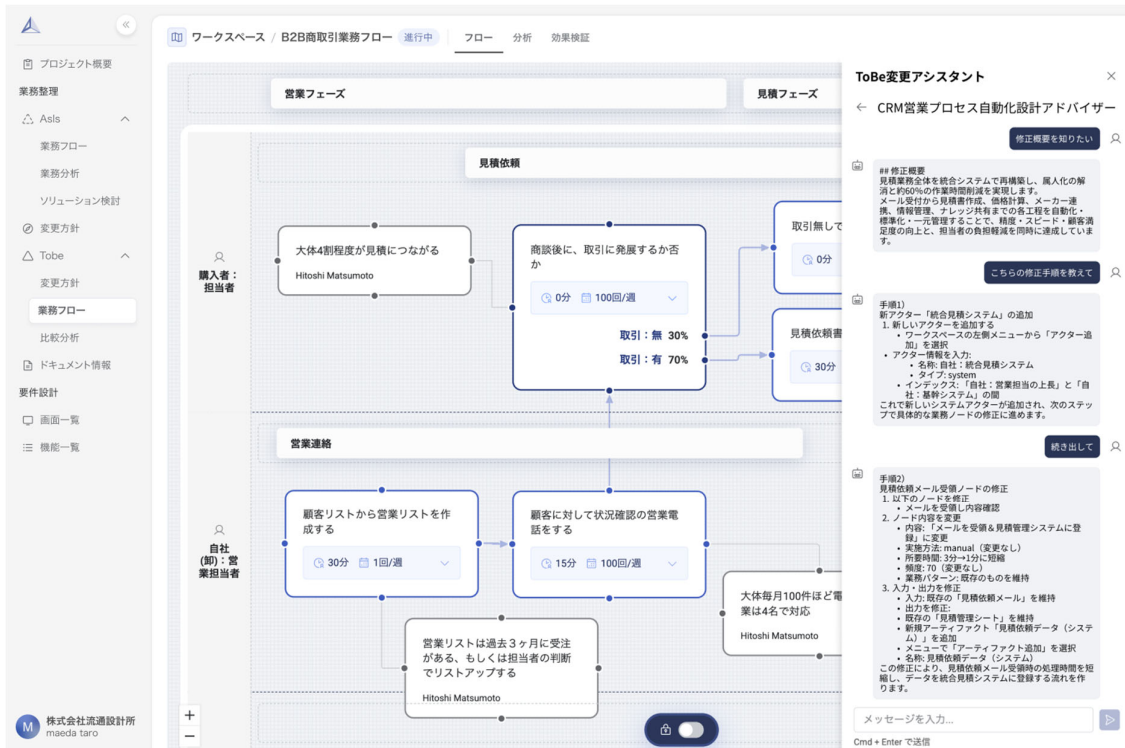 ワークスペース / B2B商取引業務フロー 進行中 フロー 分析 効果検証
プロジェクト概要
業務整理
AsIs
業務フロー
業務分析
ソリューション検討
変更方針
Tobe
変更方針
業務フロー
比較分析
ドキュメント情報
要件設計
画面一覧
機能一覧
M
株式会社流通設計所
maeda taro
営業フェーズ
見積フェーズ
見積依頼
購入者：
担当者
大体4割程度が見積につながる
Hitoshi Matsumoto
商談後に、取引に発展するか否
か
0分 100回/週
取引：無 30%
取引：有 70%
取引無しで
0分
見積依頼書
30分
営業連絡
自社
(卸)：営
業担当者
顧客リストから営業リストを作
成する
30分 1回/週
顧客に対して状況確認の営業電
話をする
15分 100回/週
大体毎月100件ほど電
業は4名で対応
Hitoshi Matsumoto
営業リストは過去３ヶ月に受注
がある、もしくは担当者の判断
でリストアップする
Hitoshi Matsumoto
ToBe変更アシスタント
CRM営業プロセス自動化設計アドバイザー
修正概要を知りたい
## 修正概要
見積業務全体を統合システムで再構築し、属人化の解
消と約60%の作業時間削減を実現します。
メール受付から見積書作成、価格計算、メーカー連
携、情報管理、ナレッジ共有までの各工程を自動化・
標準化・一元管理することで、精度・スピード・顧客満
足度の向上と、担当者の負担軽減を同時に達成していま
す。
こちらの修正手順を教えて
手順1）
新アクター「統合見積システム」の追加
1. 新しいアクターを追加する
• ワークスペースの左側メニューから「アクター追
加」を選択
• アクター情報を入力:
• 名称: 自社：統合見積システム
• タイプ: system
• インデックス: 「自社：営業担当の上長」と「自
社：基幹システム」の間
これで新しいシステムアクターが追加され、次のステッ
プで具体的な業務ノードの修正に進めます。
続き出して
手順2）
見積依頼メール受領ノードの修正
1. 以下のノードを修正
• メールを受領し内容確認
2. ノード内容を変更
• 内容: 「メールを受領＆見積管理システムに登
録」に変更
• 実施方法: manual（変更なし）
• 所要時間: 3分→1分に短縮
• 頻度: 70（変更なし）
• 業務パターン: 既存のものを維持
3. 入力・出力を修正
• 入力: 既存の「見積依頼メール」を維持
• 出力を修正:
• 既存の「見積管理シート」を維持
• 新規アーティファクト「見積依頼データ（システ
ム）」を追加
• メニューで「アーティファクト追加」を選択
• 名称: 見積依頼データ（システム）
この修正により、見積依頼メール受領時の処理時間を短
縮し、データを統合見積システムに登録する流れを作
ります。
メッセージを入力...
Cmd + Enter で送信